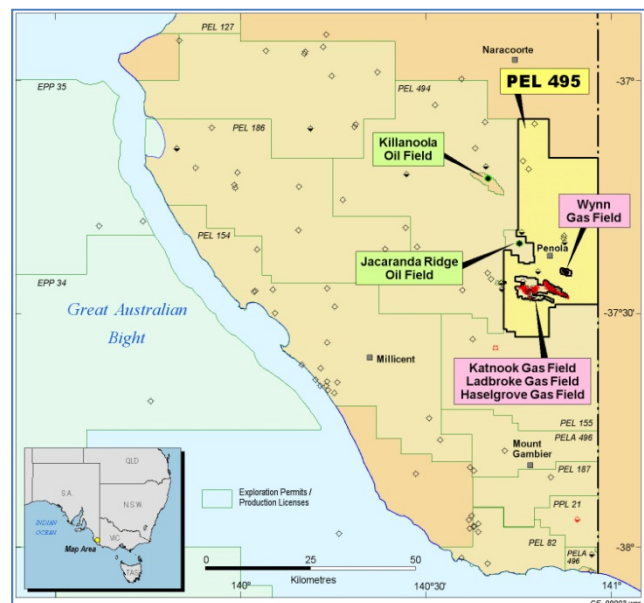 PEL 127
Naracoorte
-37°
EPP 35
PEL 494
PEL 495
PEL 186
Killanoola
Oil Field
Wynn
Gas Field
PEL 154
Penola
Jacaranda Ridge
Oil Field
EPP 34
Great Australian
Bight
-37°30'
Millicent
Katnook Gas Field
Ladbroke Gas Field
Haselgrove Gas Field
PEL 155
PELA 496
Mount
Gambier
PEL 187
QLD
S.A.
N.S.W.
INDIAN
OCEAN
VIC
Map Area
TAS
Exploration Permits /
Production Licenses
PPL 21
PEL 82
PELA
496
-38°
0
25
50
Kilometres
140°
140°30'
141°